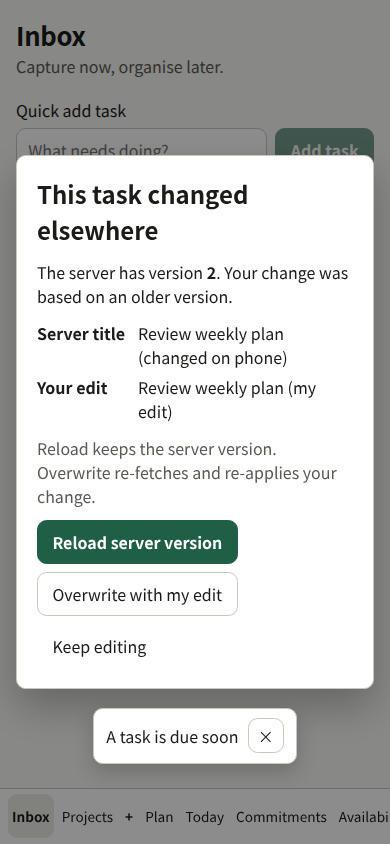 Inbox
Capture now, organise later.
Quick add task
What needs doing? Add task
This task changed
elsewhere
The server has version 2. Your change was
based on an older version.
Server title Review weekly plan
(changed on phone)
Your edit Review weekly plan (my
edit)
Reload keeps the server version.
Overwrite re-fetches and re-applies your
change.
Reload server version
Overwrite with my edit
Keep editing
A task is due soon ×
Inbox Projects + Plan Today Commitments Availabi